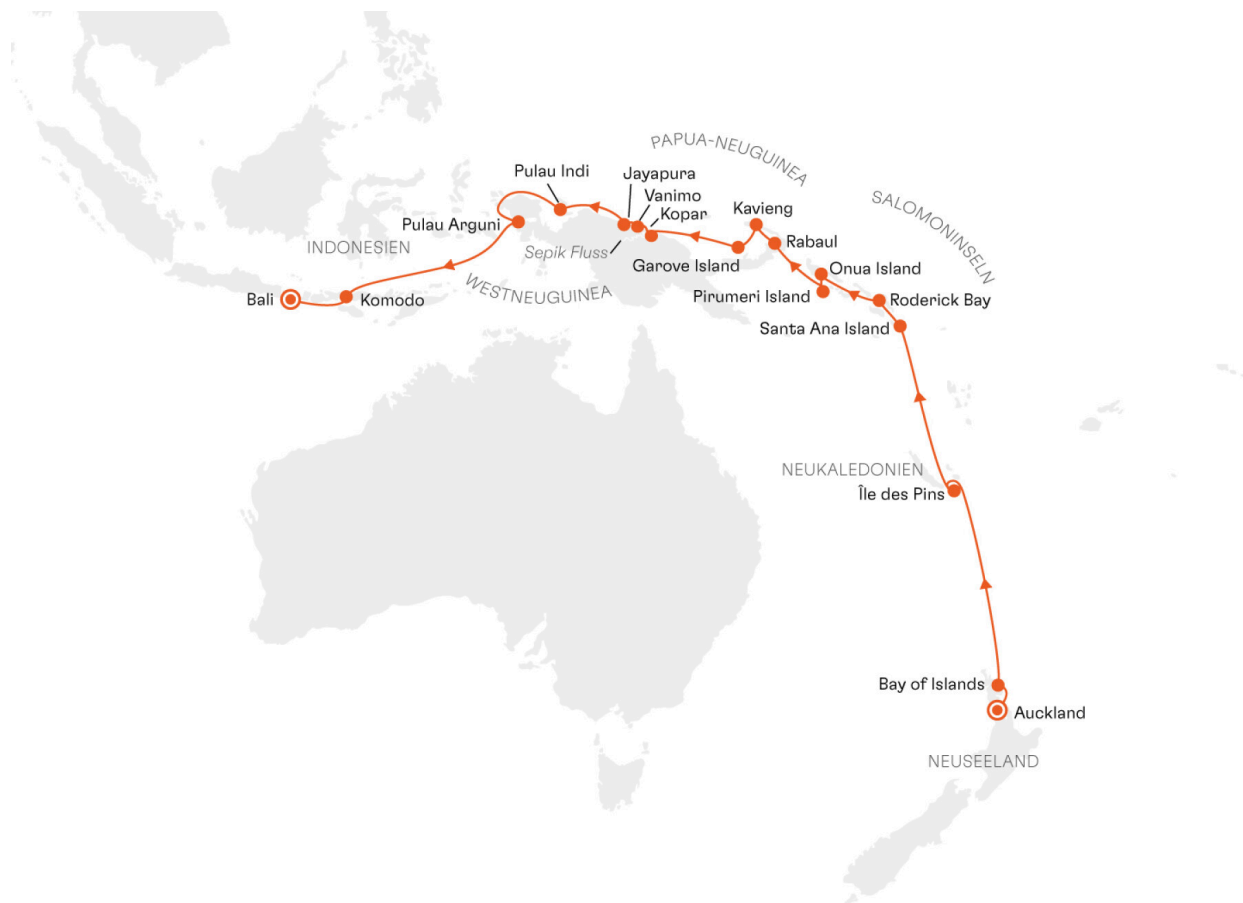 PAPUA-NEUGUINEA
SALOMONINSELN
Pulau Indi
Jayapura
Vanimo
Kopar
Kavieng
Pulau Arguni
Rabaul
INDONESIEN
Sepik Fluss
Garove Island
Onua Island
WESTNEUGUINEA
Pirumeri Island
Bali
Komodo
Roderick Bay
Santa Ana Island
NEUKALEDONIEN
Île des Pins
Bay of Islands
Auckland
NEUSEELAND